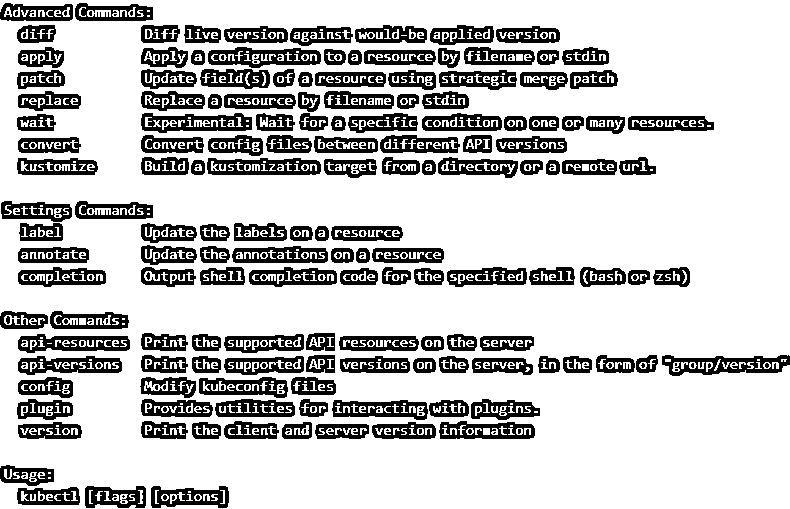 Advanced Commands:
diff Diff live version against would-be applied version
apply Apply a configuration to a resource by filename or stdin
patch Update field(s) of a resource using strategic merge patch
replace Replace a resource by filename or stdin
wait Experimental: Wait for a specific condition on one or many resources.
convert Convert config files between different API versions
kustomize Build a kustomization target from a directory or a remote url.
Settings Commands:
label Update the labels on a resource
annotate Update the annotations on a resource
completion Output shell completion code for the specified shell (bash or zsh)
Other Commands:
api-resources Print the supported API resources on the server
api-versions Print the supported API versions on the server, in the form of "group/version"
config Modify kubeconfig files
plugin Provides utilities for interacting with plugins.
version Print the client and server version information
Usage:
kubectl [flags] [options]